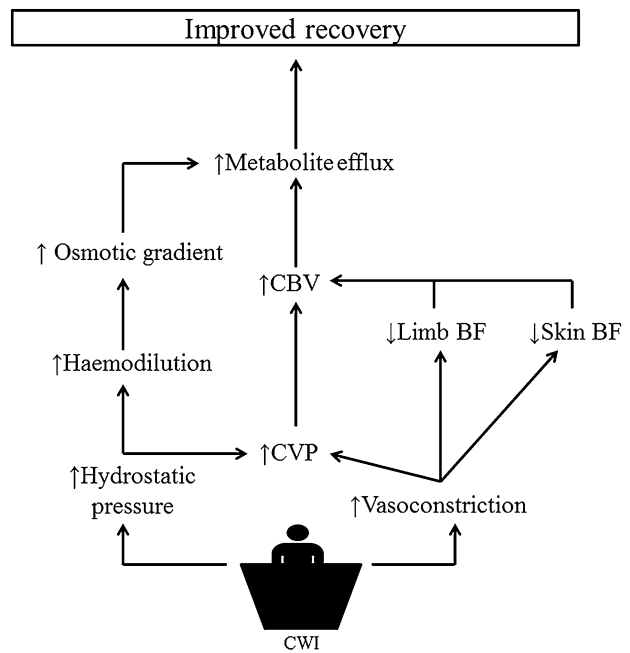 Improved recovery
↑Metabolite efflux
↑ Osmotic gradient
↑CBV
↓Limb BF
↓Skin BF
↑Haemodilution
↑CVP
↑Hydrostatic
pressure
↑Vasoconstriction
CWI